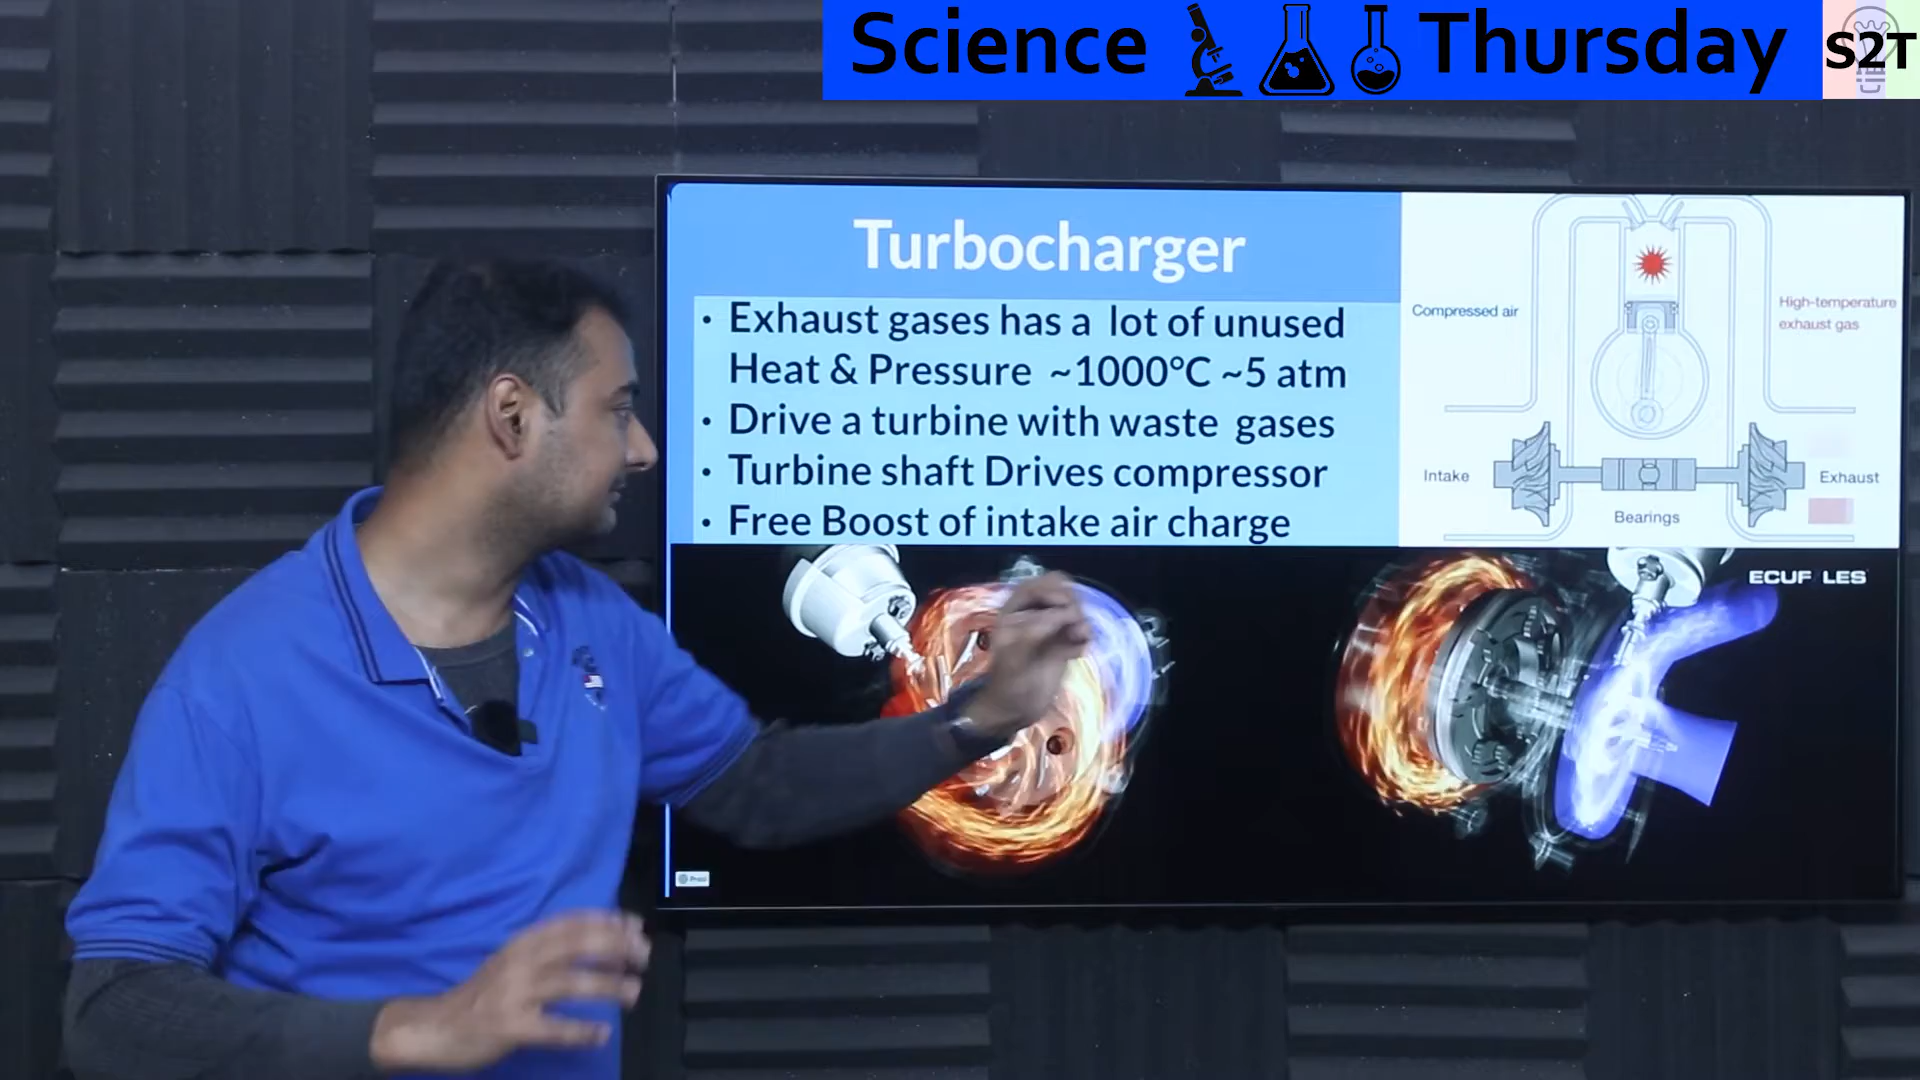 Science Thursday
S2T
Turbocharger
• Exhaust gases has a lot of unused
Heat & Pressure ~1000°C ~5 atm
• Drive a turbine with waste gases
• Turbine shaft Drives compressor
• Free Boost of intake air charge
Compressed air
High-temperature
exhaust gas
Intake
Exhaust
Bearings
Prezi